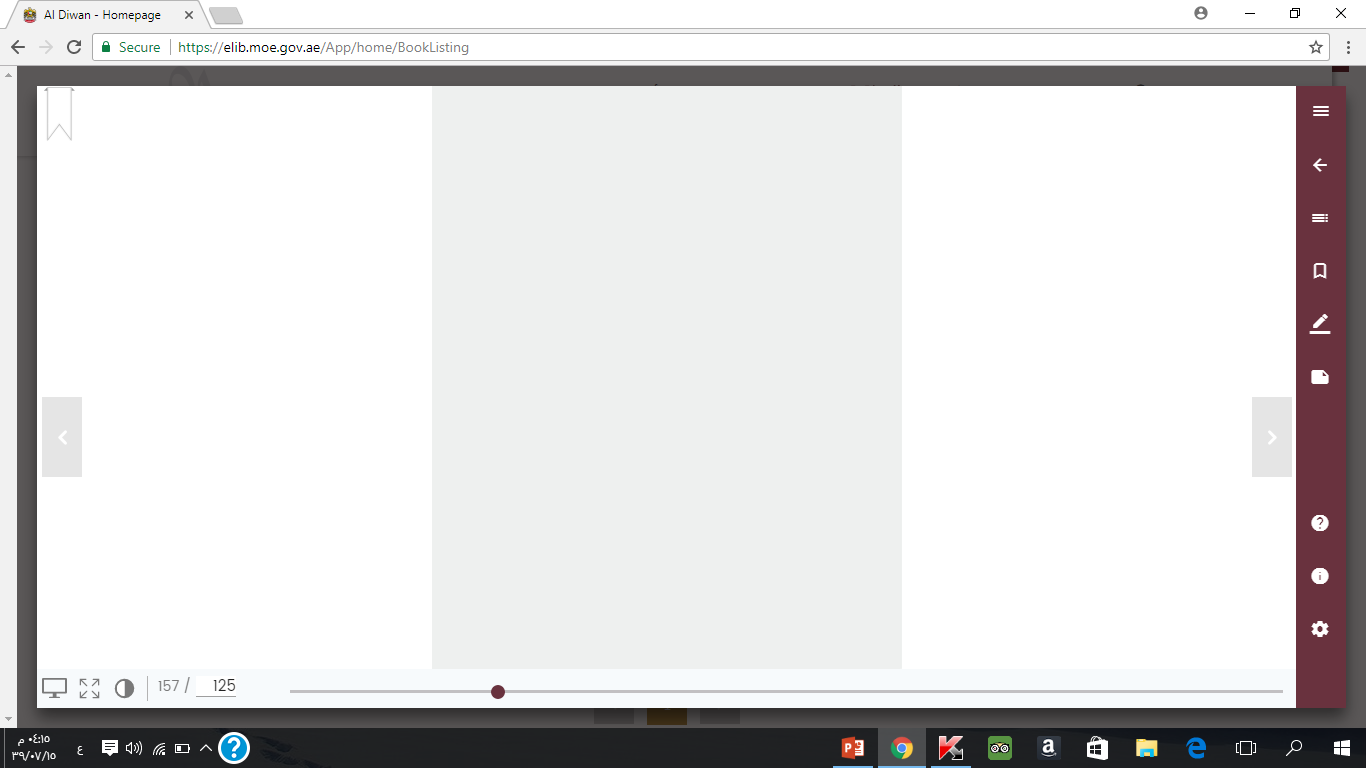 Al Diwan - Homepage
Secure https://elib.moe.gov.ae/App/home/BookListing
157 / 125
٠٤:١٥ م
ع
٣٩/٠٧/١٥